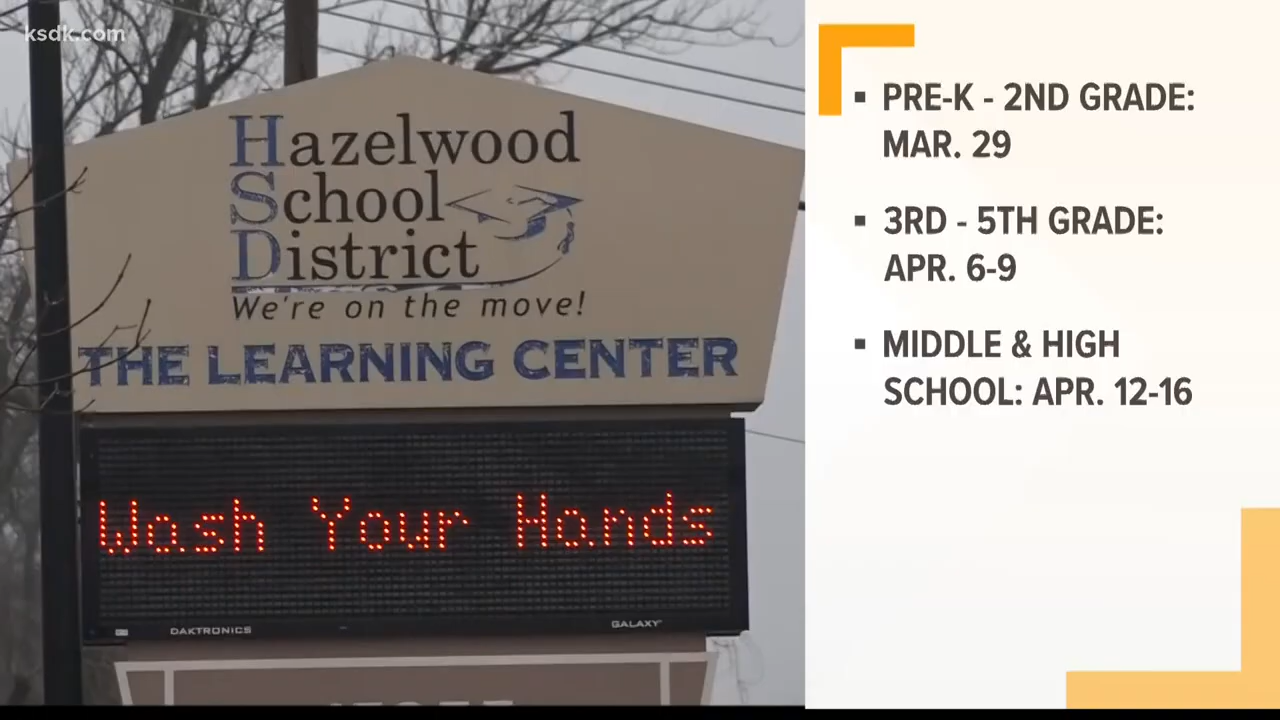 ksdk.com
Hazelwood
School
District
We're on the move!
THE LEARNING CENTER
Wash Your Hands
DAKTRONICS
GALAXY
▪ PRE-K - 2ND GRADE:
MAR. 29
▪ 3RD - 5TH GRADE:
APR. 6-9
▪ MIDDLE & HIGH
SCHOOL: APR. 12-16